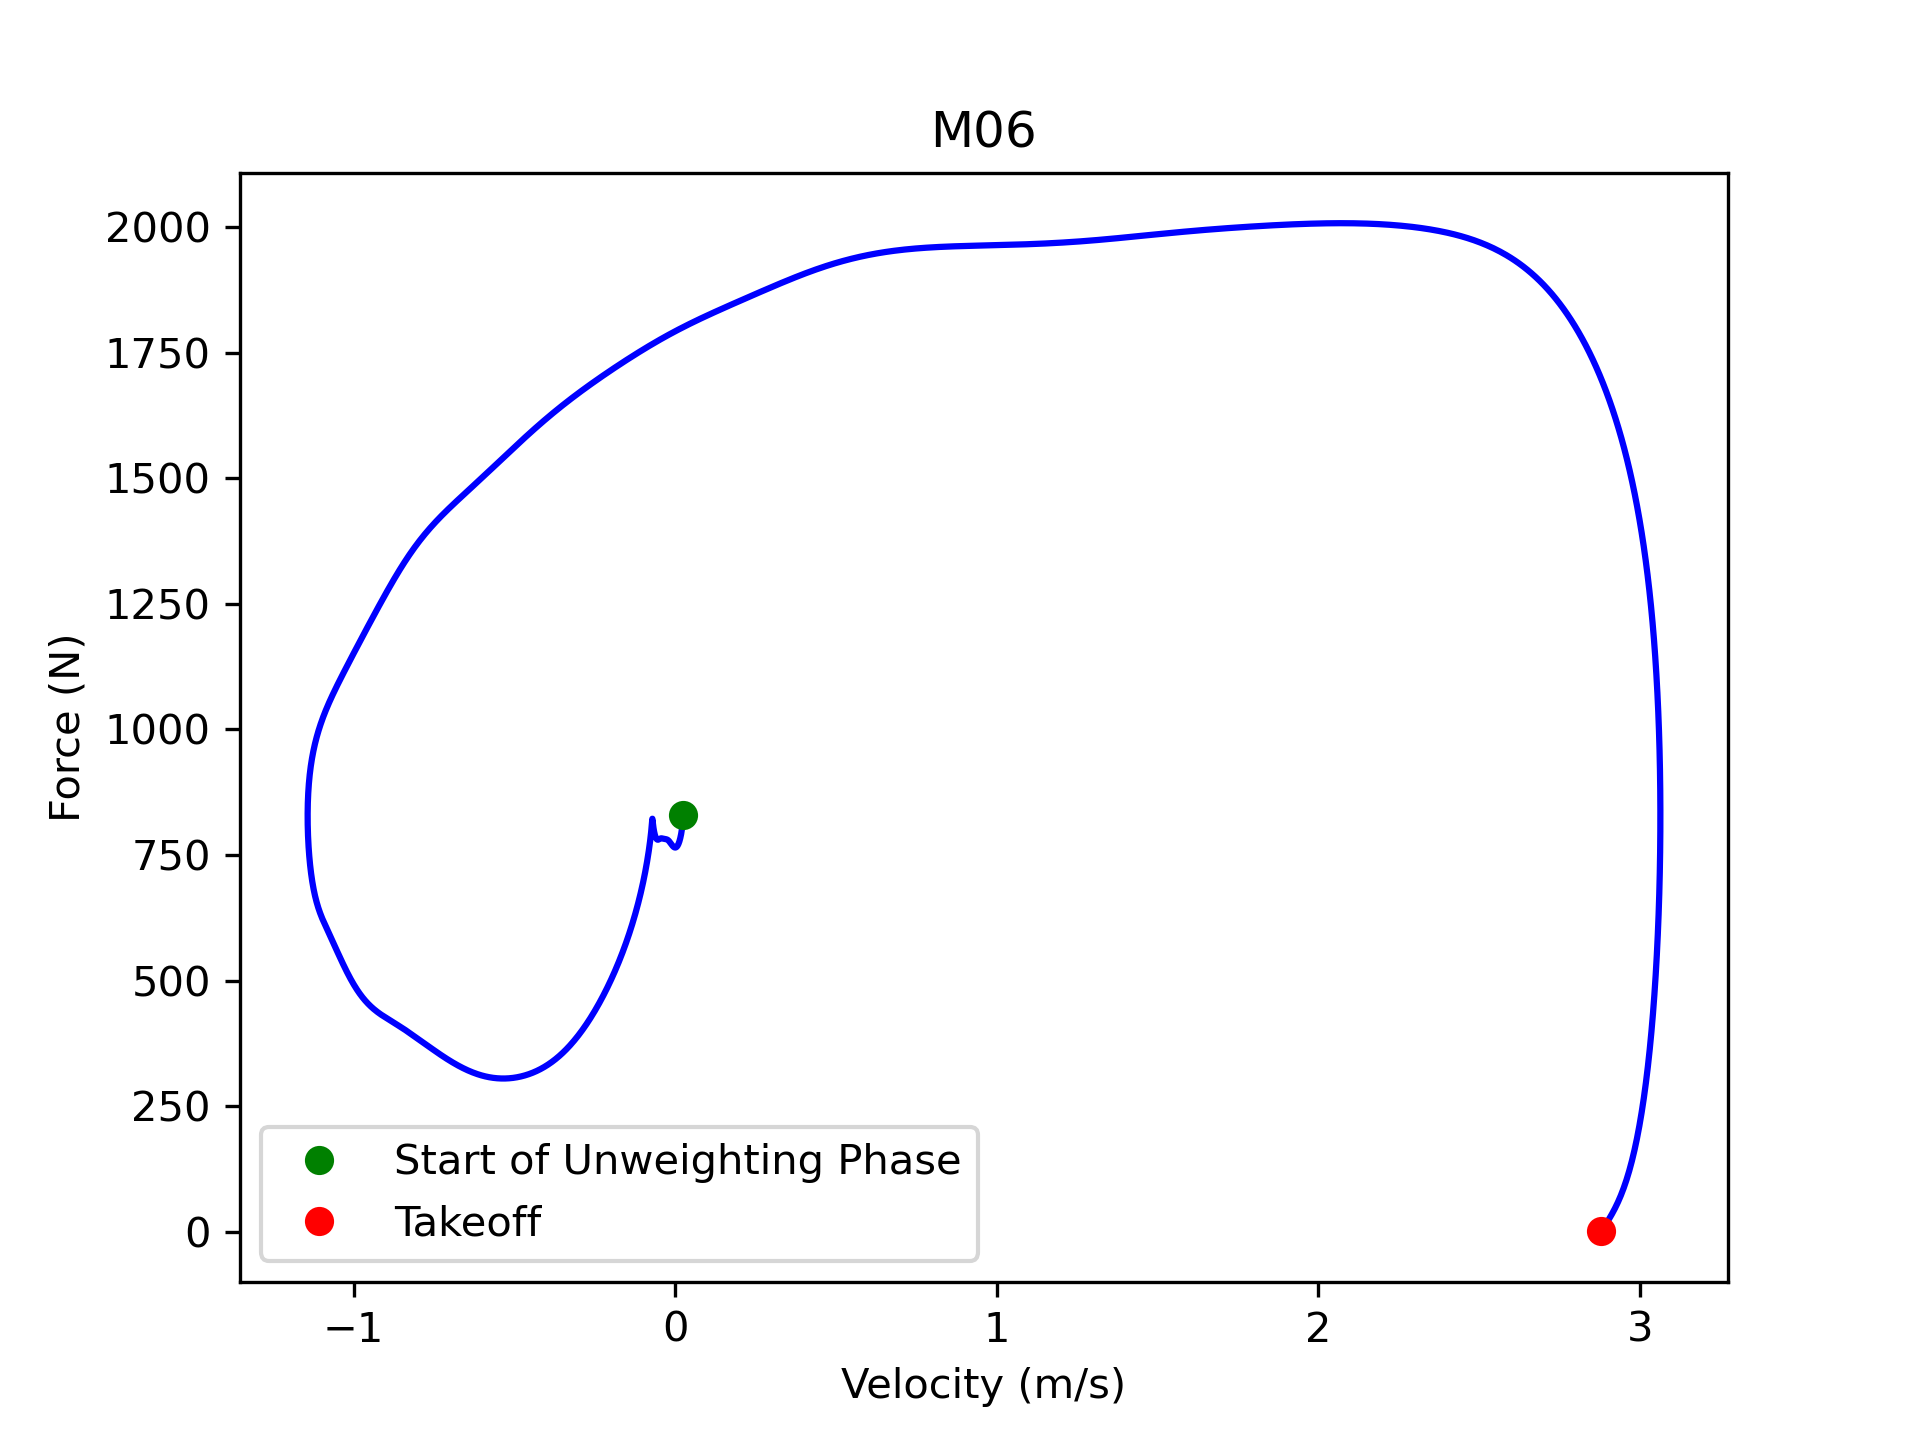 M06
2000
1750
1500
1250
1000
750
500
250
0
Force (N)
Start of Unweighting Phase
Takeoff
−1 0 1 2 3
Velocity (m/s)